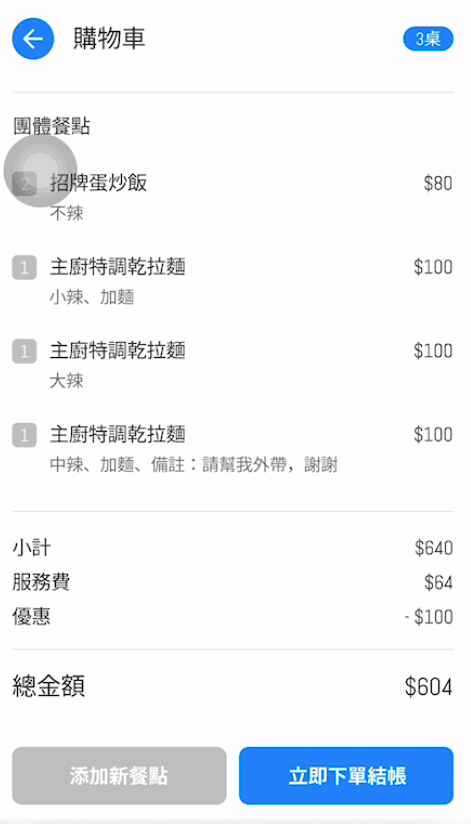 購物車
3桌
團體餐點
2 招牌蛋炒飯 $80
不辣
1 主廚特調乾拉麵 $100
小辣、加麵
1 主廚特調乾拉麵 $100
大辣
1 主廚特調乾拉麵 $100
中辣、加麵、備註：請幫我外帶，謝謝
小計 $640
服務費 $64
優惠 - $100
總金額 $604
添加新餐點
立即下單結帳